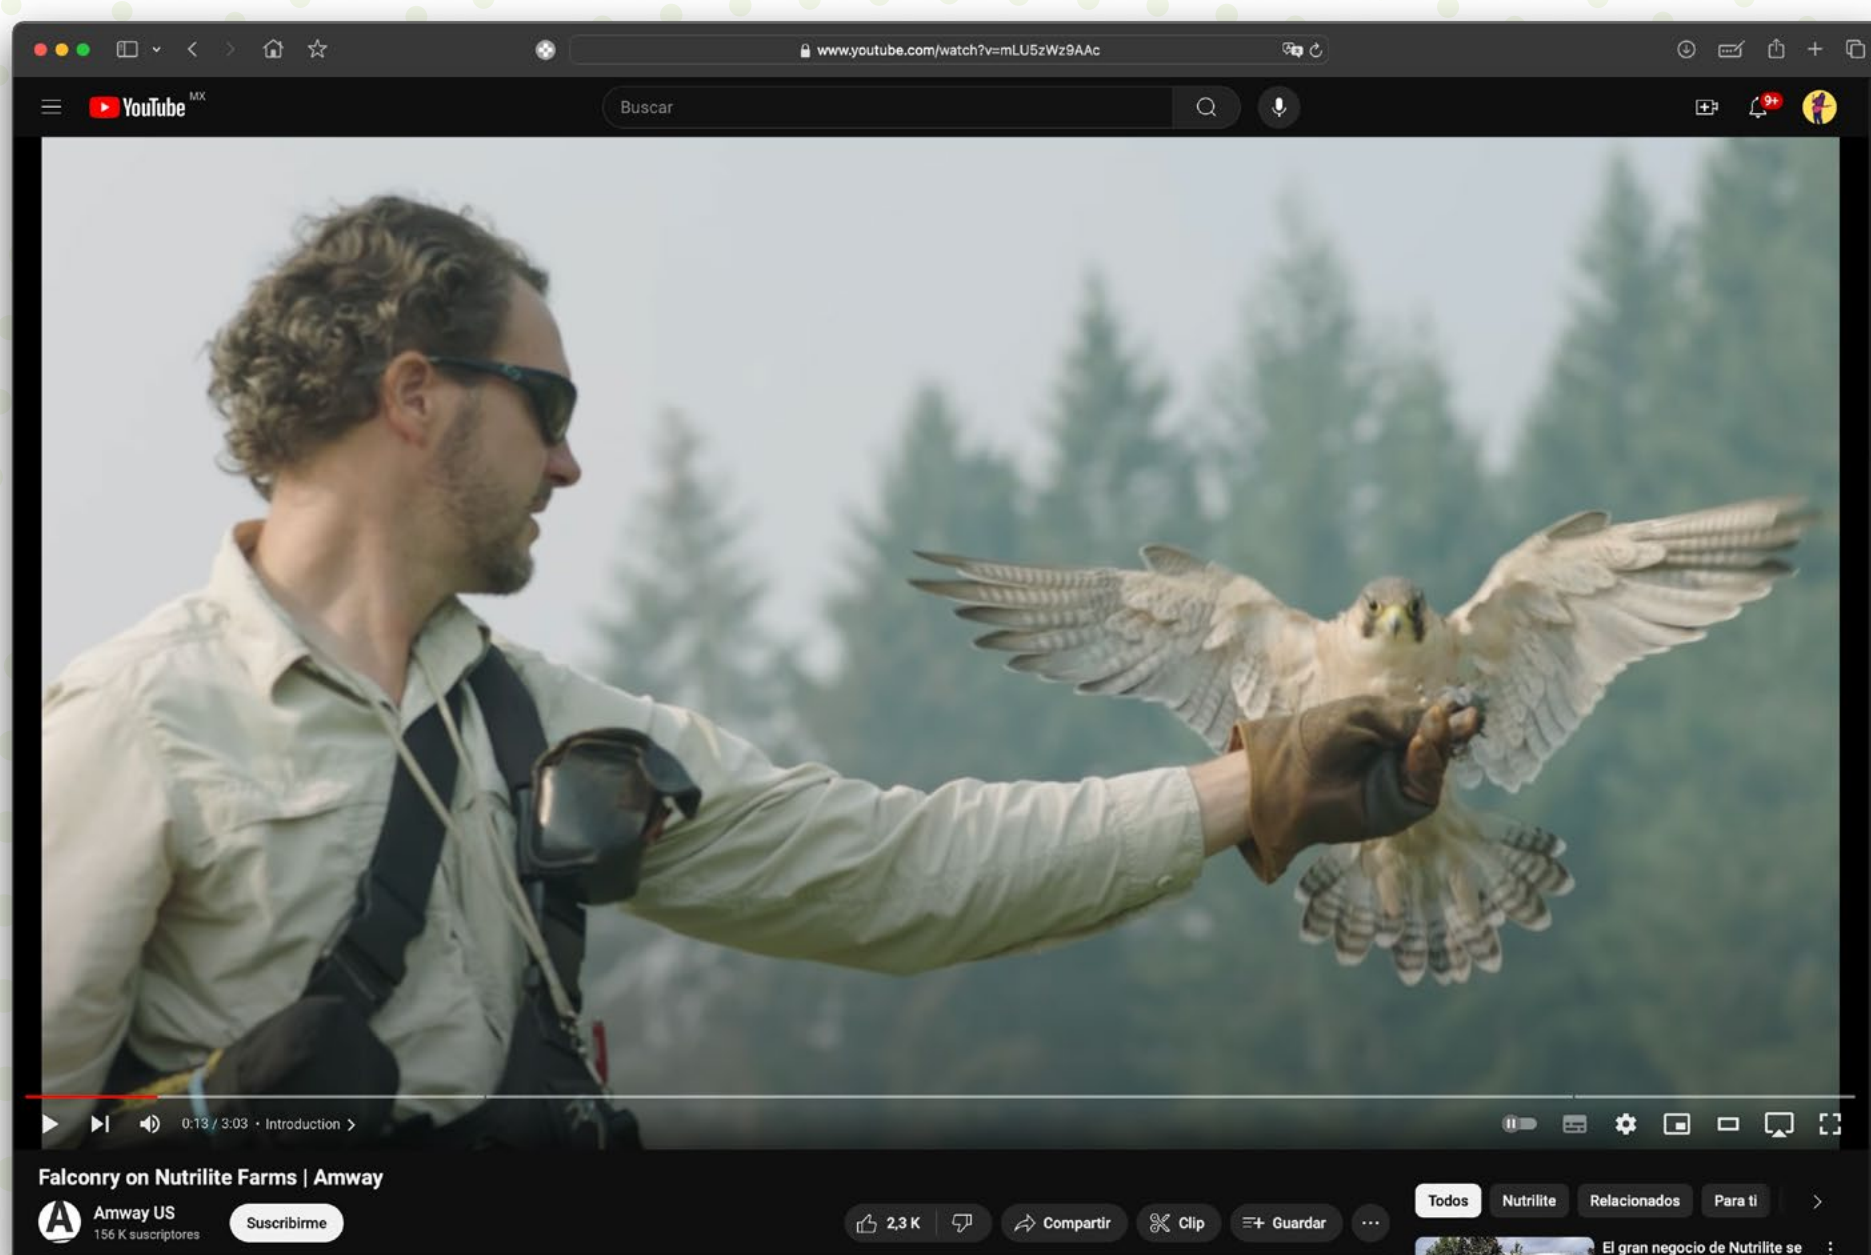 www.youtube.com/watch?v=mLU5zWz9AAc
YouTube MX
Buscar
9+
0:13 / 3:03 • Introduction >
Falconry on Nutrilite Farms | Amway
Amway US
156 K suscriptores
Suscribirme
2,3 K
Compartir
Clip
Guardar
Todos
Nutrilite
Relacionados
Para ti
El gran negocio de Nutrilite se